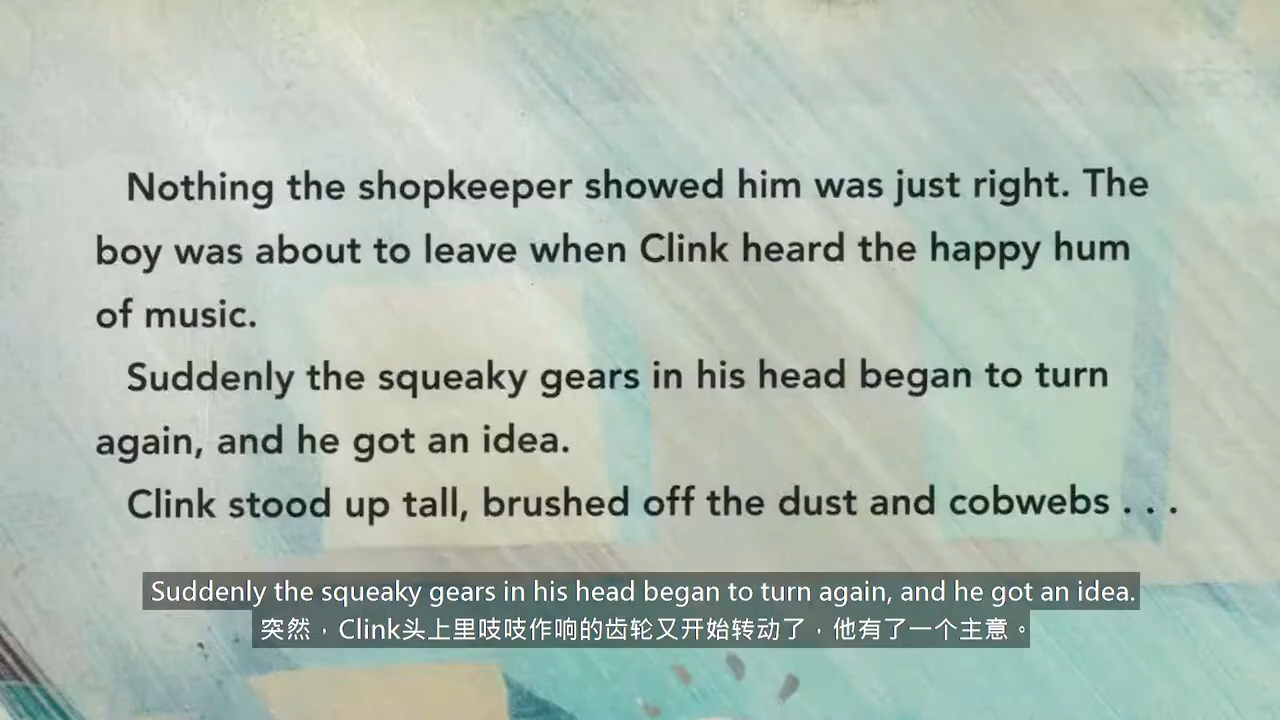 Nothing the shopkeeper showed him was just right. The
boy was about to leave when Clink heard the happy hum
of music.
Suddenly the squeaky gears in his head began to turn
again, and he got an idea.
Clink stood up tall, brushed off the dust and cobwebs . . .
Suddenly the squeaky gears in his head began to turn again, and he got an idea.
突然，Clink头上里吱吱作响的齿轮又开始转动了，他有了一个主意。